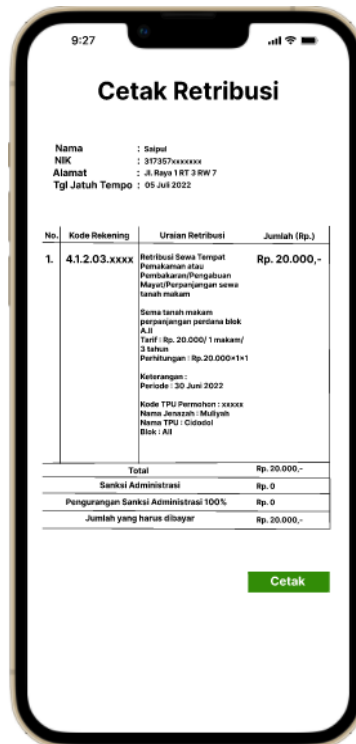 9:27
Cetak Retribusi
Nama : Saipul
NIK : 317357xxxxxxx
Alamat : Jl. Raya 1 RT 3 RW 7
Tgl Jatuh Tempo : 05 Juli 2022
No. Kode Rekening Uraian Retribusi Jumlah (Rp.)
1. 4.1.2.03.xxxx Retribusi Sewa Tempat Rp. 20.000,-
Pemakaman atau
Pembakaran/Pengabuan
Mayat/Perpanjangan sewa
tanah makam
Sema tanah makam
perpanjangan perdana blok
A.II
Tarif : Rp. 20.000/ 1 makam/
3 tahun
Perhitungan : Rp.20.000×1×1
Keterangan :
Periode : 30 Juni 2022
Kode TPU Permohon : xxxxx
Nama Jenazah : Muliyah
Nama TPU : Cidodol
Blok : AII
Total Rp. 20.000,-
Sanksi Administrasi Rp. 0
Pengurangan Sanksi Administrasi 100% Rp. 0
Jumlah yang harus dibayar Rp. 20.000,-
Cetak